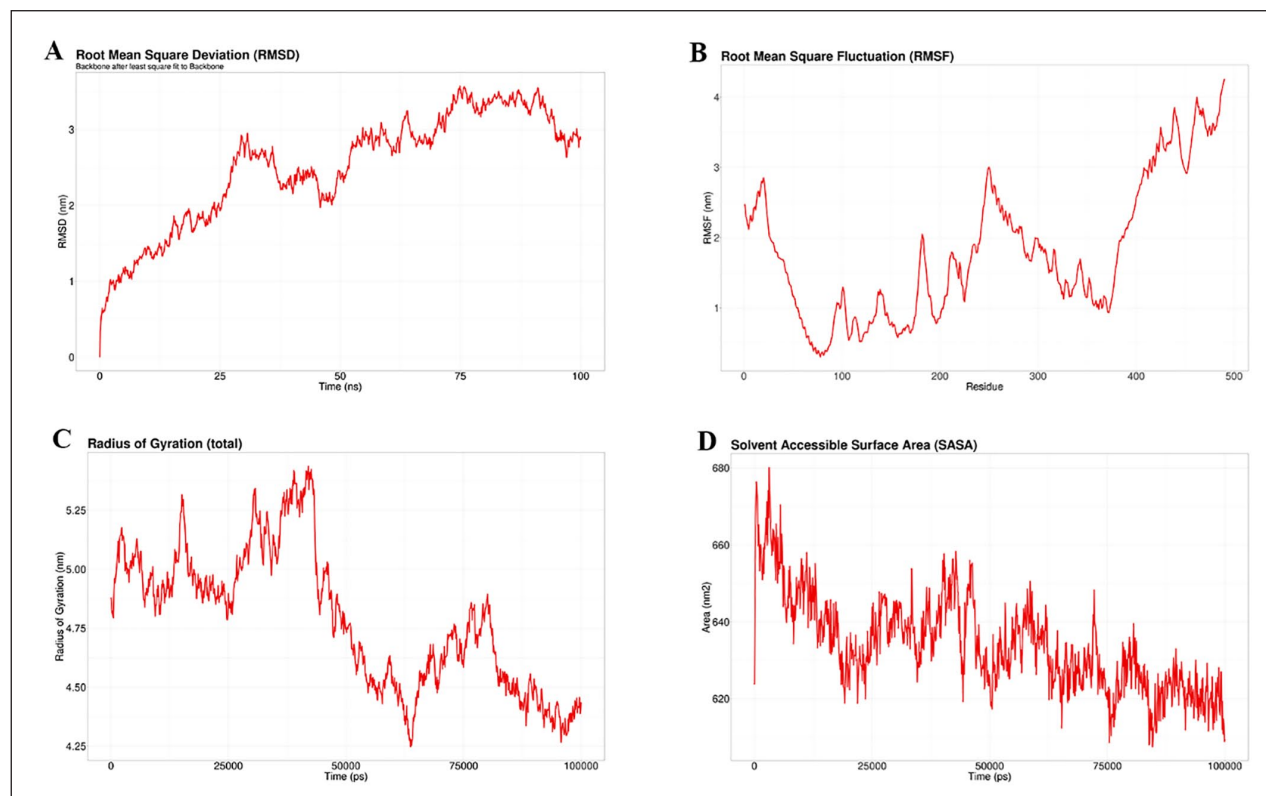 A
Root Mean Square Deviation (RMSD)
Backbone after least square fit to Backbone
3
2
1
0
RMSD (nm)
0 25 50 75 100
Time (ns)
B
Root Mean Square Fluctuation (RMSF)
4
3
2
1
RMSF (nm)
0 100 200 300 400 500
Residue
C
Radius of Gyration (total)
5.25
5.00
4.75
4.50
4.25
Radius of Gyration (nm)
0 25000 50000 75000 100000
Time (ps)
D
Solvent Accessible Surface Area (SASA)
680
660
640
620
Area (nm2)
0 25000 50000 75000 100000
Time (ps)